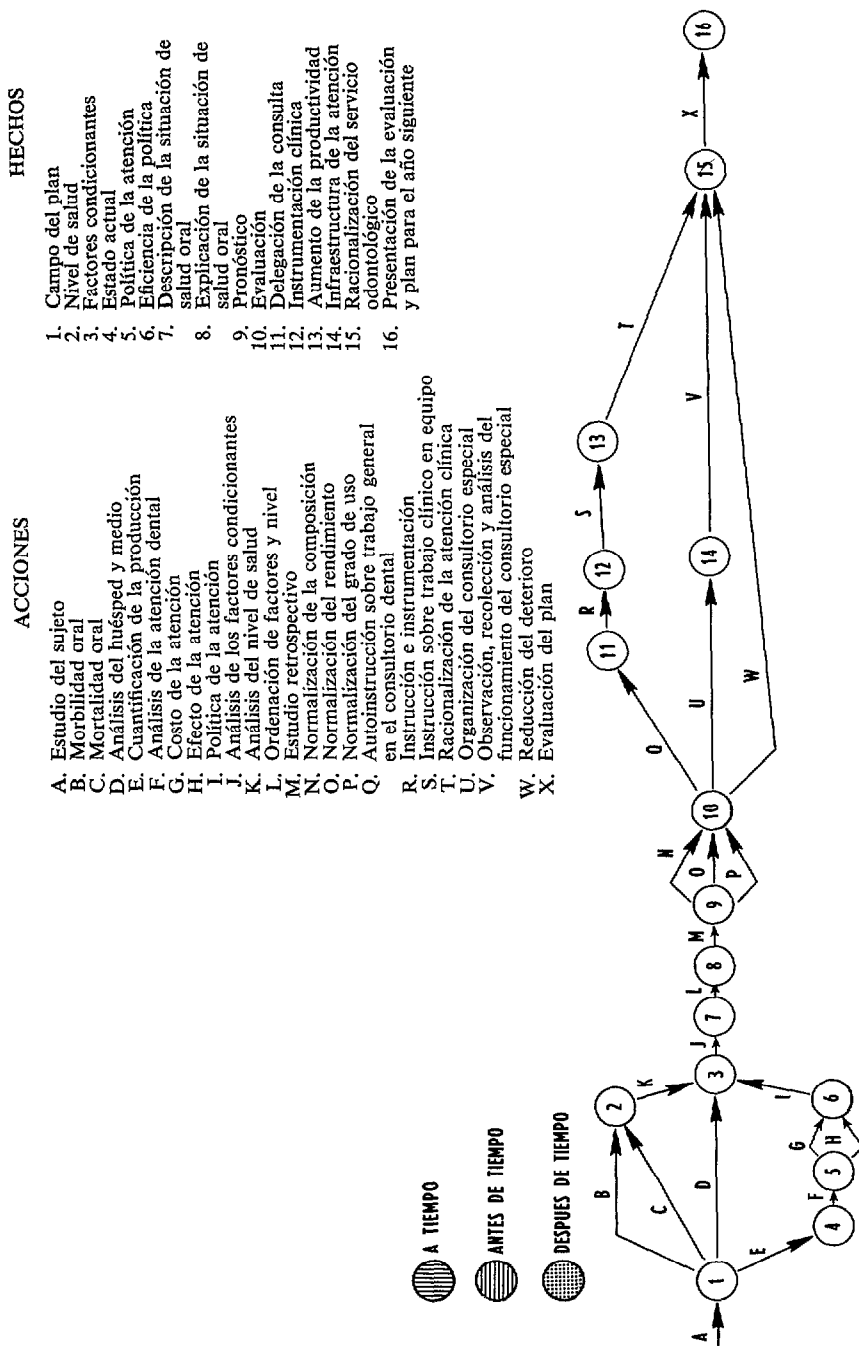 ACCIONES
A. Estudio del sujeto
B. Morbilidad oral
C. Mortalidad oral
D. Análisis del huésped y medio
E. Cuantificación de la producción
F. Análisis de la atención dental
G. Costo de la atención
H. Efecto de la atención
I. Política de la atención
J. Análisis de los factores condicionantes
K. Análisis del nivel de salud
L. Ordenación de factores y nivel
M. Estudio retrospectivo
N. Normalización de la composición
O. Normalización del rendimiento
P. Normalización del grado de uso
Q. Autoinstrucción sobre trabajo general
en el consultorio dental
R. Instrucción e instrumentación
S. Instrucción sobre trabajo clínico en equipo
T. Racionalización de la atención clínica
U. Organización del consultorio especial
V. Observación, recolección y análisis del
funcionamiento del consultorio especial
W. Reducción del deterioro
X. Evaluación del plan
HECHOS
1. Campo del plan
2. Nivel de salud
3. Factores condicionantes
4. Estado actual
5. Política de la atención
6. Eficiencia de la política
7. Descripción de la situación de
salud oral
8. Explicación de la situación de
salud oral
9. Pronóstico
10. Evaluación
11. Delegación de la consulta
12. Instrumentación clínica
13. Aumento de la productividad
14. Infraestructura de la atención
15. Racionalización del servicio
odontológico
16. Presentación de la evaluación
y plan para el año siguiente
A TIEMPO
ANTES DE TIEMPO
DESPUES DE TIEMPO
A
1
B
C
D
E
2
K
3
4
F
5
G
H
6
I
J
7
L
8
M
9
N
O
P
10
Q
U
W
11
R
12
S
13
T
14
V
15
X
16